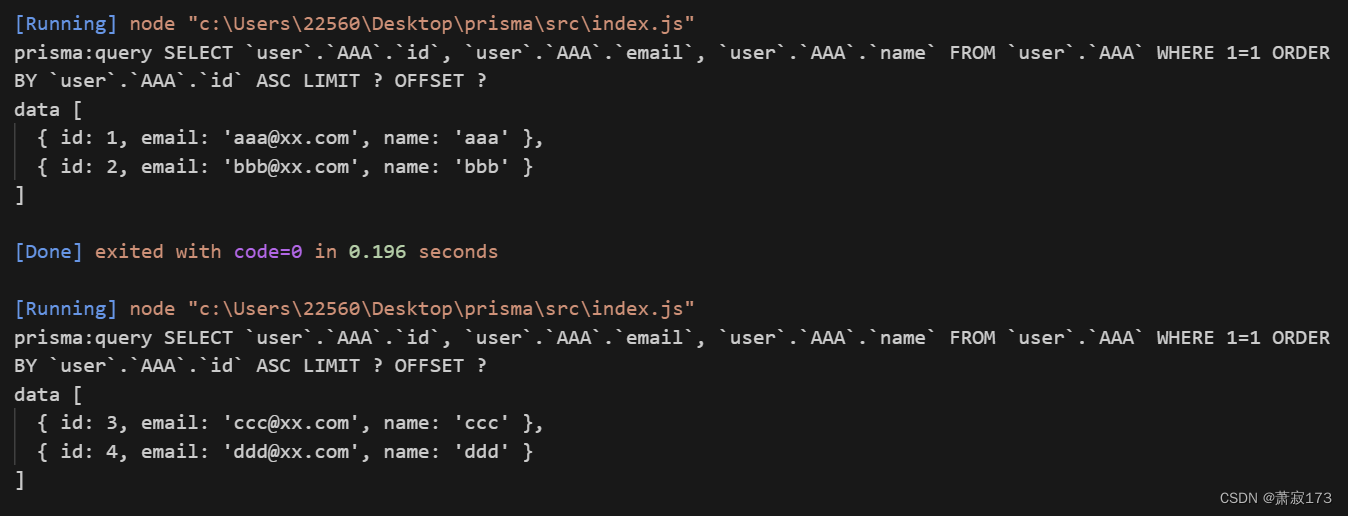 [Running] node "c:\Users\22560\Desktop\prisma\src\index.js"
prisma:query SELECT `user`.`AAA`.`id`, `user`.`AAA`.`email`, `user`.`AAA`.`name` FROM `user`.`AAA` WHERE 1=1 ORDER
BY `user`.`AAA`.`id` ASC LIMIT ? OFFSET ?
data [
  { id: 1, email: 'aaa@xx.com', name: 'aaa' },
  { id: 2, email: 'bbb@xx.com', name: 'bbb' }
]
[Done] exited with code=0 in 0.196 seconds
[Running] node "c:\Users\22560\Desktop\prisma\src\index.js"
prisma:query SELECT `user`.`AAA`.`id`, `user`.`AAA`.`email`, `user`.`AAA`.`name` FROM `user`.`AAA` WHERE 1=1 ORDER
BY `user`.`AAA`.`id` ASC LIMIT ? OFFSET ?
data [
  { id: 3, email: 'ccc@xx.com', name: 'ccc' },
  { id: 4, email: 'ddd@xx.com', name: 'ddd' }
]
CSDN @萧寂173